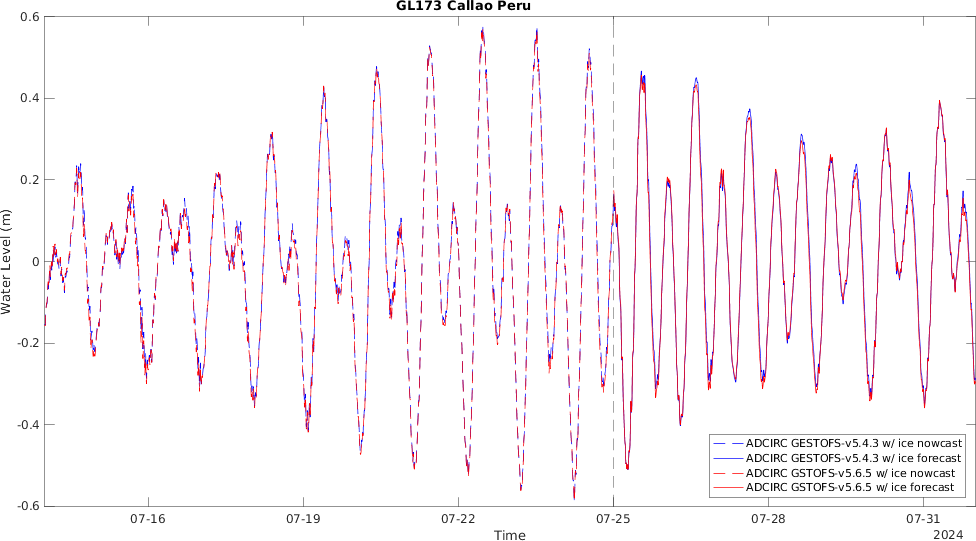 GL173 Callao Peru
Water Level (m)
0.6
0.4
0.2
0
-0.2
-0.4
-0.6
ADCIRC GESTOFS-v5.4.3 w/ ice nowcast
ADCIRC GESTOFS-v5.4.3 w/ ice forecast
ADCIRC GSTOFS-v5.6.5 w/ ice nowcast
ADCIRC GSTOFS-v5.6.5 w/ ice forecast
07-16 07-19 07-22 07-25 07-28 07-31
Time
2024